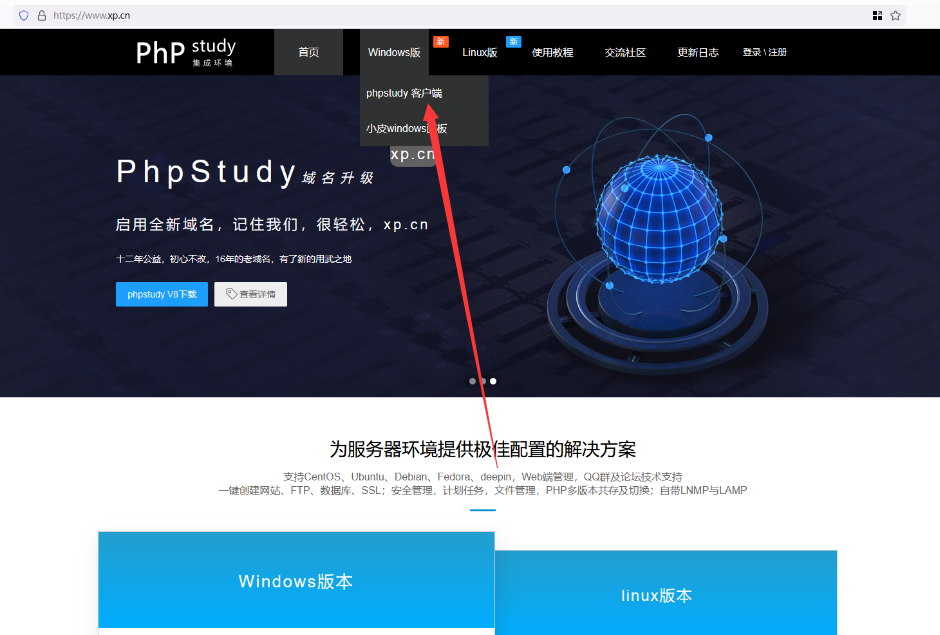 https://www.xp.cn
PhP study
集成环境
首页
Windows版
新
Linux版
新
使用教程
交流社区
更新日志
登录 \ 注册
phpstudy 客户端
小皮windows板
xp.cn
PhpStudy 域名升级
启用全新域名，记住我们，很轻松，xp.cn
十二年公益，初心不改，16年的老域名，有了新的用武之地
phpstudy V8下载
查看详情
为服务器环境提供极佳配置的解决方案
支持CentOS、Ubuntu、Debian、Fedora、deepin，Web端管理，QQ群及论坛技术支持
一键创建网站、FTP、数据库、SSL；安全管理，计划任务，文件管理，PHP多版本共存及切换；自带LNMP与LAMP
Windows版本
linux版本